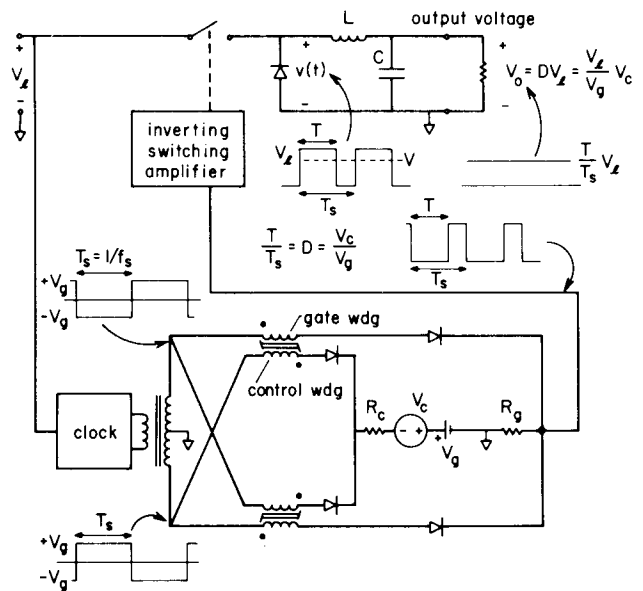 L
output voltage
+
V_ℓ
-
+
v(t)
-
C
+
-
V_o = DV_ℓ = V_ℓ/V_g V_c
inverting
switching
amplifier
T
V_ℓ
V
T_s
T/T_s V_ℓ
T/T_s = D = V_c/V_g
T
T_s
T_s = 1/f_s
+V_g
-V_g
gate wdg
control wdg
clock
R_c
V_c
- +
+
V_g
R_g
T_s
+V_g
-V_g